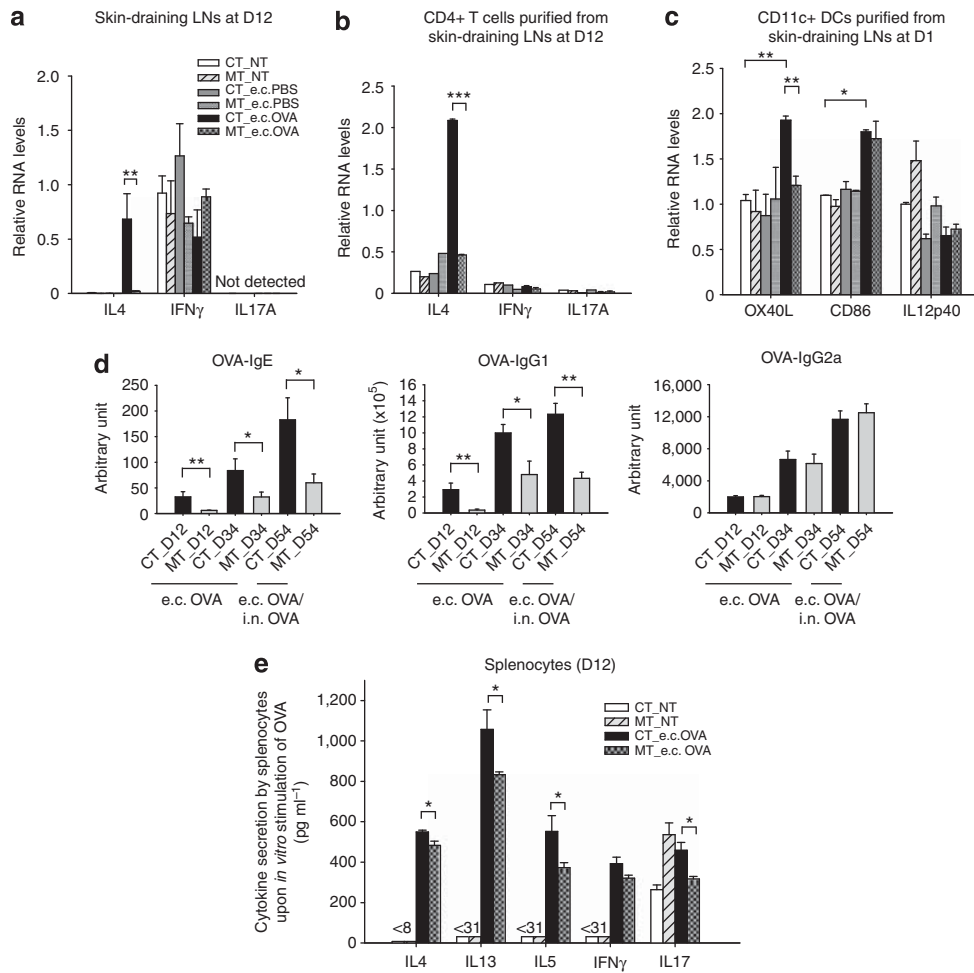 a
Skin-draining LNs at D12
Relative RNA levels
2.0
1.5
1.0
0.5
0
CT_NT
MT_NT
CT_e.c.PBS
MT_e.c.PBS
CT_e.c.OVA
MT_e.c.OVA
**
Not detected
IL4 IFNγ IL17A
b
CD4+ T cells purified from
skin-draining LNs at D12
Relative RNA levels
2.5
2.0
1.5
1.0
0.5
0
***
IL4 IFNγ IL17A
c
CD11c+ DCs purified from
skin-draining LNs at D1
Relative RNA levels
2.5
2.0
1.5
1.0
0.5
0
**
**
*
OX40L CD86 IL12p40
d
OVA-IgE
Arbitrary unit
250
200
150
100
50
0
**
*
*
CT_D12
MT_D12
CT_D34
MT_D34
CT_D54
MT_D54
e.c. OVA
e.c. OVA/
i.n. OVA
OVA-IgG1
Arbitrary unit (x10⁵)
16
14
12
10
8
6
4
2
0
**
*
**
CT_D12
MT_D12
CT_D34
MT_D34
CT_D54
MT_D54
e.c. OVA
e.c. OVA/
i.n. OVA
OVA-IgG2a
Arbitrary unit
16,000
12,000
8,000
4,000
0
CT_D12
MT_D12
CT_D34
MT_D34
CT_D54
MT_D54
e.c. OVA
e.c. OVA/
i.n. OVA
e
Splenocytes (D12)
Cytokine secretion by splenocytes
upon in vitro stimulation of OVA
(pg ml⁻¹)
1,200
1,000
800
600
400
200
0
CT_NT
MT_NT
CT_e.c.OVA
MT_e.c. OVA
*
*
*
*
<8 <31 <31 <31
IL4 IL13 IL5 IFNγ IL17